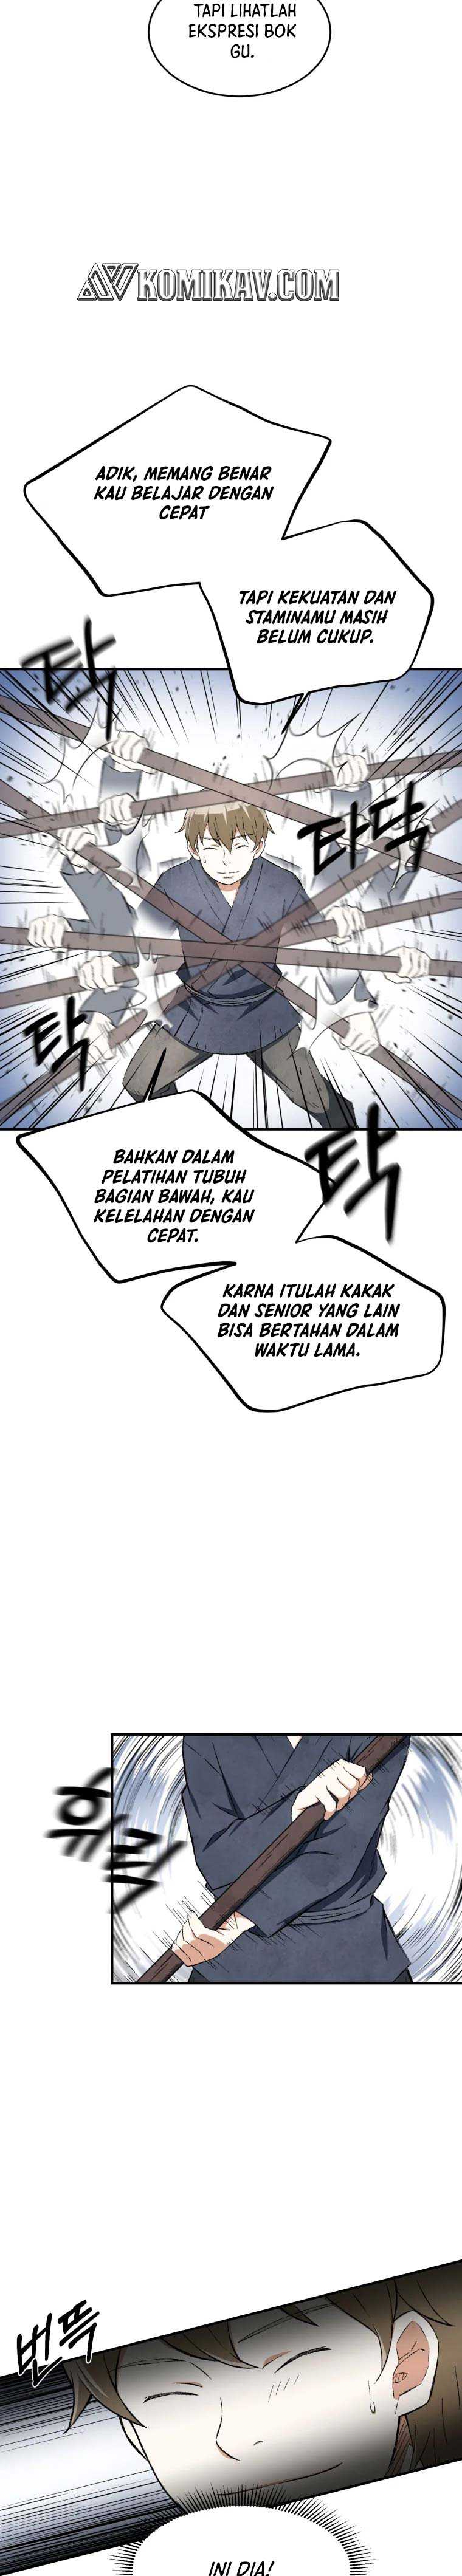 TAPI LIHATLAH
EKSPRESI BOK
GU.
KOMIKAV.COM
ADIK, MEMANG BENAR
KAU BELAJAR DENGAN
CEPAT
TAPI KEKUATAN DAN
STAMINAMU MASIH
BELUM CUKUP.
탁
타닥
탁
탁
BAHKAN DALAM
PELATIHAN TUBUH
BAGIAN BAWAH, KAU
KELELAHAN DENGAN
CEPAT.
KARNA ITULAH KAKAK
DAN SENIOR YANG LAIN
BISA BERTAHAN DALAM
WAKTU LAMA.
휘릭
번뜩
INI DIA!